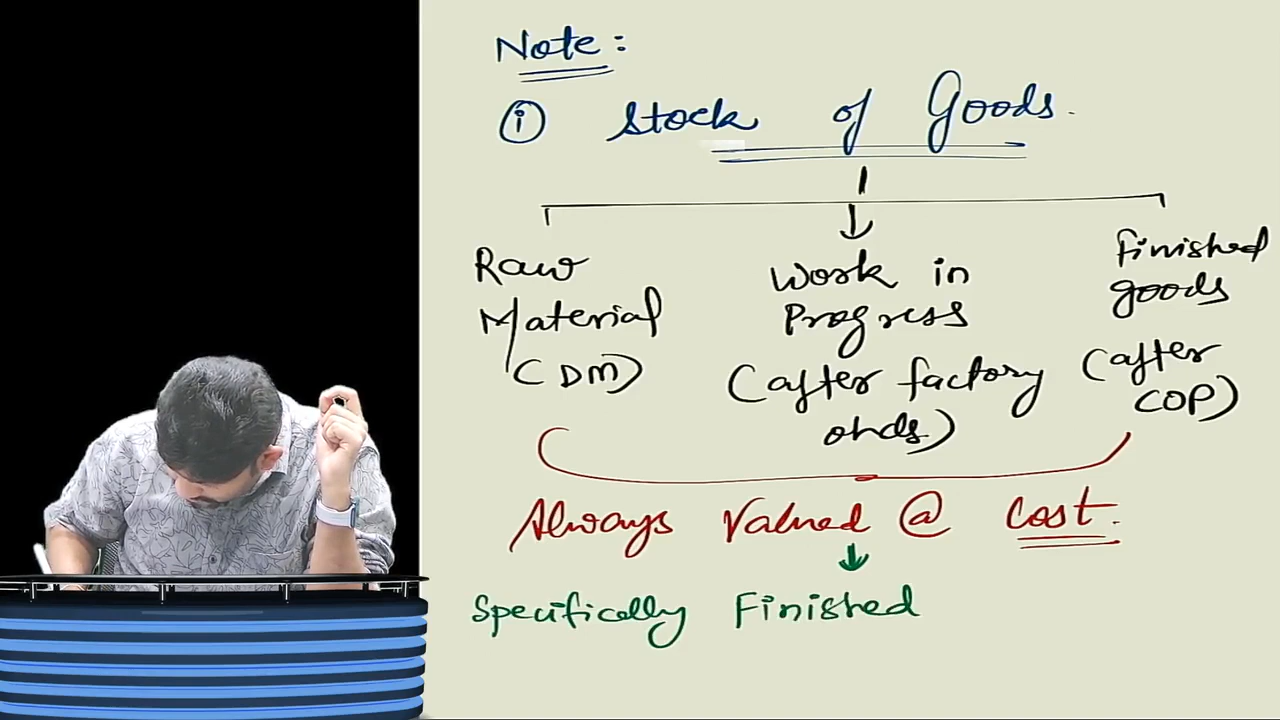 Note:
① Stock of Goods.
Raw Material (DM)
Work in Progress (after factory ohds)
Finished goods (after COP)
Always Valued @ Cost.
Specifically Finished